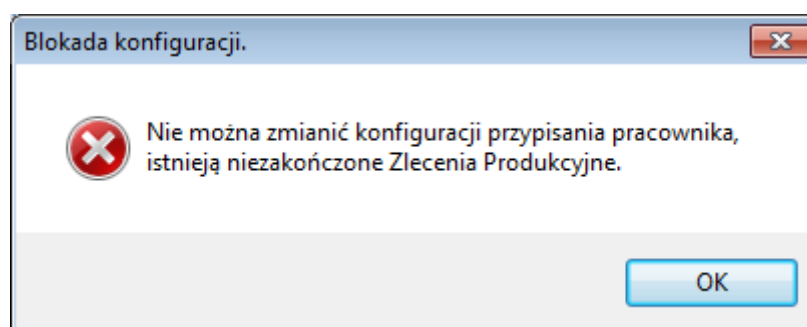 Blokada konfiguracji.
Nie można zmianić konfiguracji przypisania pracownika,
istnieją niezakończone Zlecenia Produkcyjne.
OK